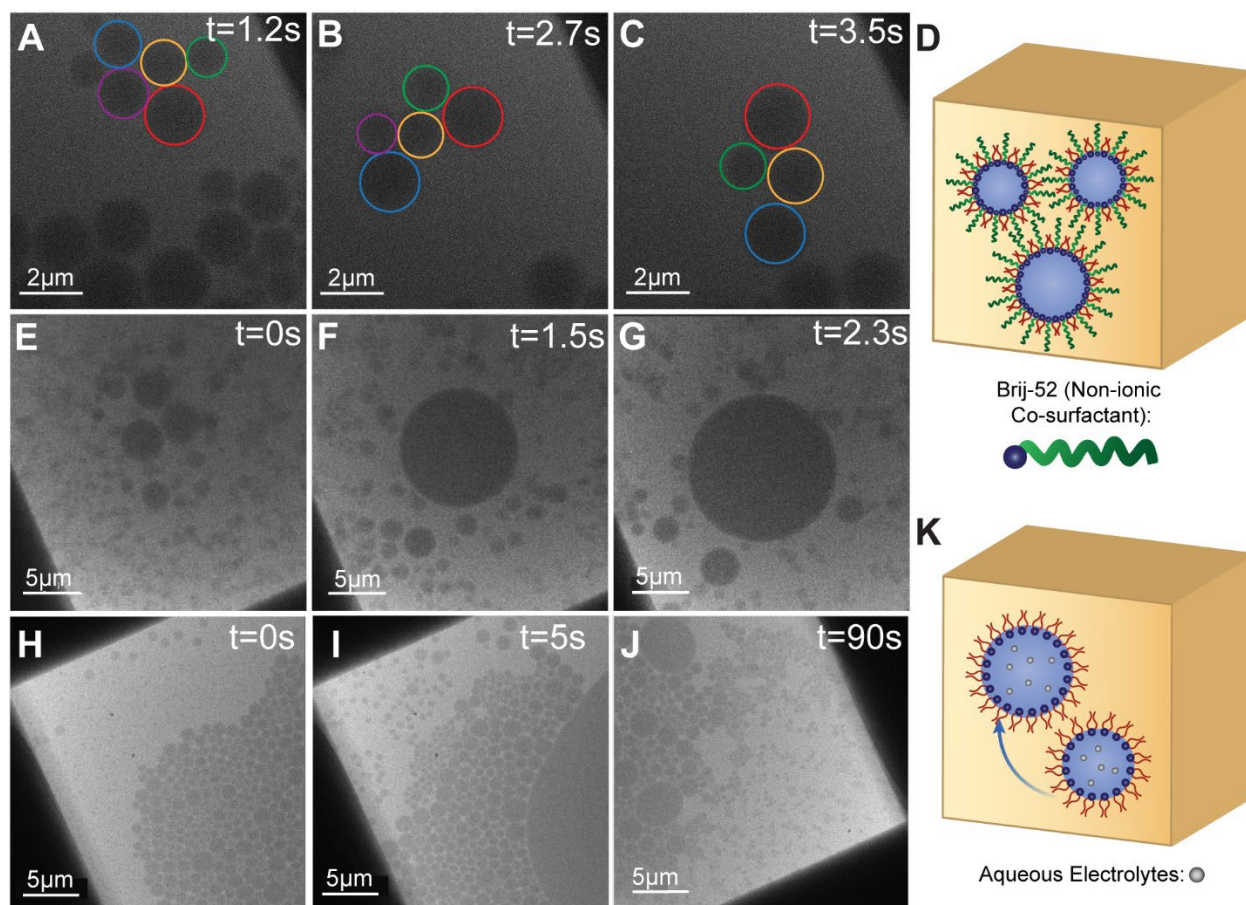 A
t=1.2s
2μm
B
t=2.7s
2μm
C
t=3.5s
2μm
D
Brij-52 (Non-ionic
Co-surfactant):
E
t=0s
5μm
F
t=1.5s
5μm
G
t=2.3s
5μm
H
t=0s
5μm
I
t=5s
5μm
J
t=90s
5μm
K
Aqueous Electrolytes: